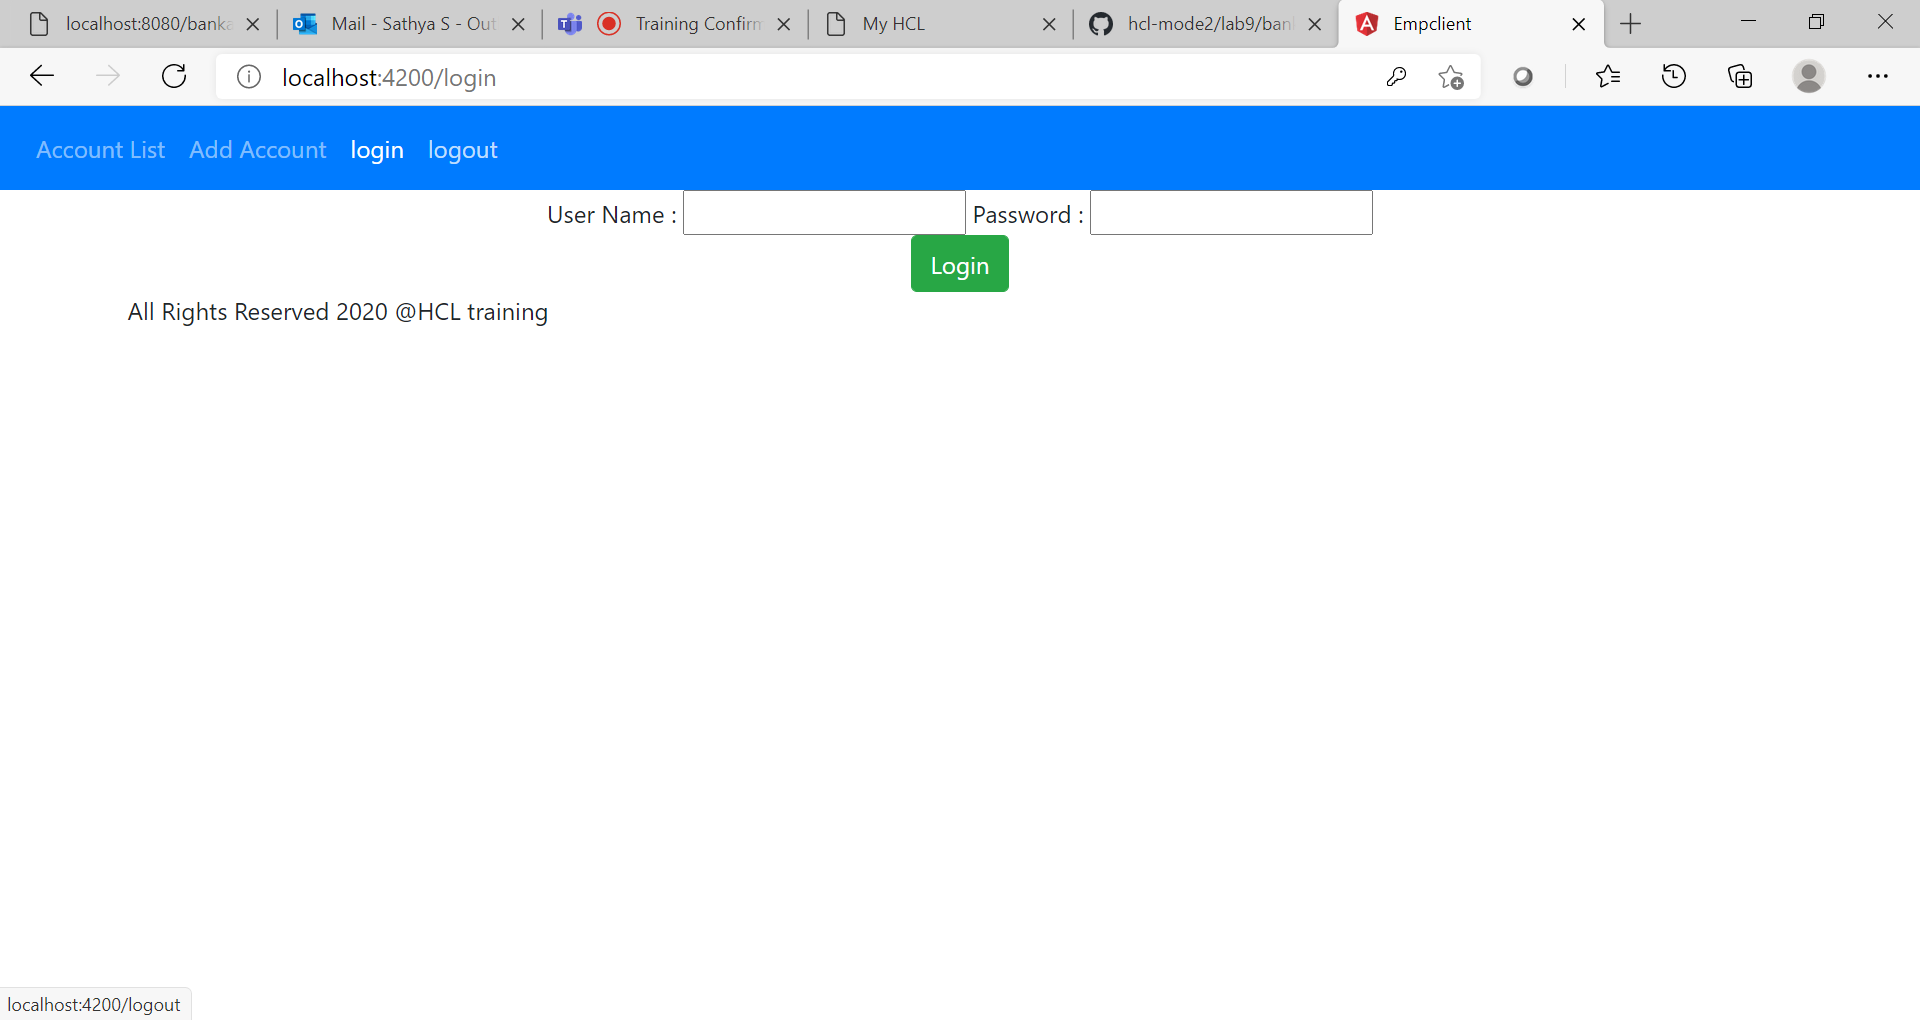 localhost:8080/banka
Mail - Sathya S - Out
Training Confirm
My HCL
hcl-mode2/lab9/bank
Empclient
localhost:4200/login
Account List Add Account login logout
User Name : Password :
Login
All Rights Reserved 2020 @HCL training
localhost:4200/logout